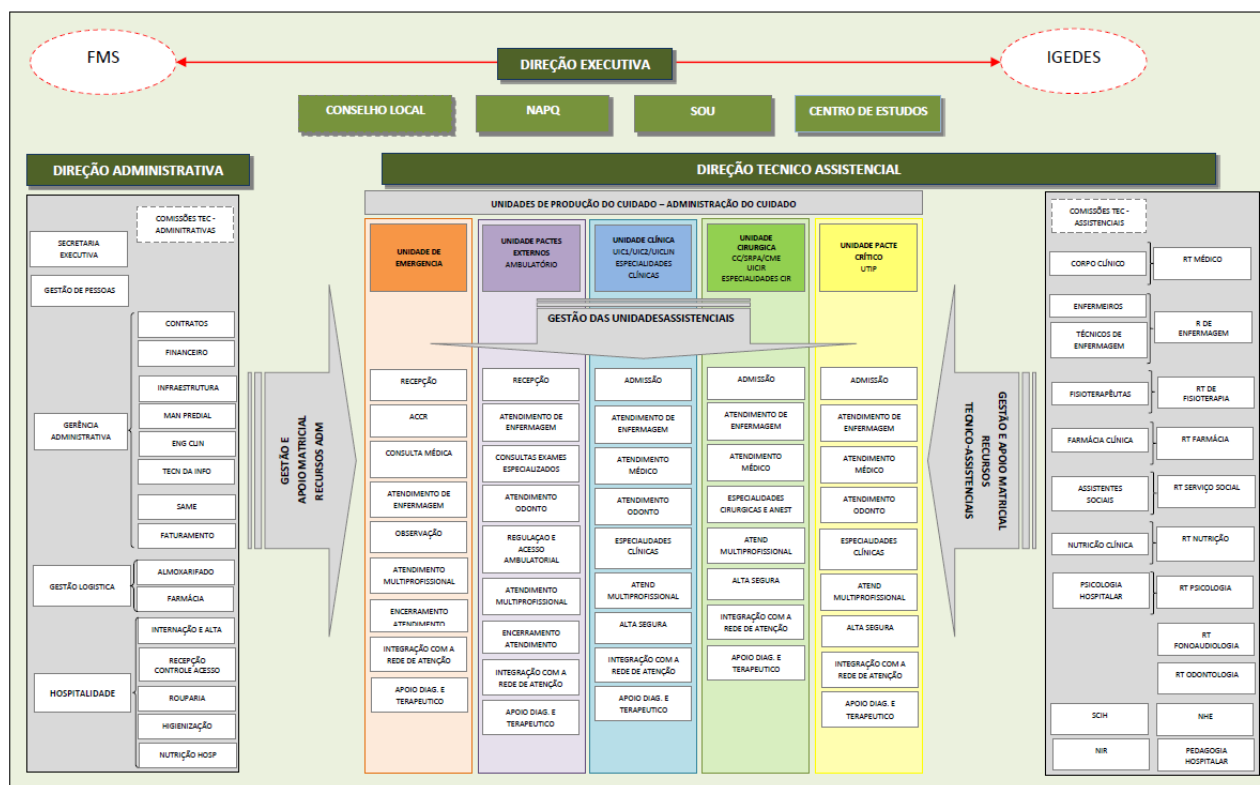 FMS
DIREÇÃO EXECUTIVA
IGEDES
CONSELHO LOCAL
NAPQ
SOU
CENTRO DE ESTUDOS
DIREÇÃO ADMINISTRATIVA
DIREÇÃO TECNICO ASSISTENCIAL
COMISSÕES TEC -
ADMINITRATIVAS
SECRETARIA
EXECUTIVA
GESTÃO DE PESSOAS
GERÊNCIA
ADMINISTRATIVA
CONTRATOS
FINANCEIRO
INFRAESTRUTURA
MAN PREDIAL
ENG CLIN
TECN DA INFO
SAME
FATURAMENTO
GESTÃO LOGISTICA
ALMOXARIFADO
FARMÁCIA
HOSPITALIDADE
INTERNAÇÃO E ALTA
RECEPÇÃO
CONTROLE ACESSO
ROUPARIA
HIGIENIZAÇÃO
NUTRIÇÃO HOSP
GESTÃO E
APOIO MATRICIAL
RECURSOS ADM
UNIDADES DE PRODUÇÃO DO CUIDADO – ADMINISTRAÇÃO DO CUIDADO
UNIDADE DE
EMERGENCIA
UNIDADE PACTES
EXTERNOS
AMBULATÓRIO
UNIDADE CLÍNICA
UIC1/UIC2/UICLIN
ESPECIALIDADES
CLÍNICAS
UNIDADE
CIRURGICA
CC/SRPA/CME
UICIR
ESPECIALIDADES CIR
UNIDADE PACTE
CRÍTICO
UTIP
GESTÃO DAS UNIDADESASSISTENCIAIS
RECEPÇÃO
ACCR
CONSULTA MÉDICA
ATENDIMENTO DE
ENFERMAGEM
OBSERVAÇÃO
ATENDIMENTO
MULTIPROFISSIONAL
ENCERRAMENTO
ATENDIMENTO
INTEGRAÇÃO COM A
REDE DE ATENÇÃO
APOIO DIAG. E
TERAPEUTICO
RECEPÇÃO
ATENDIMENTO DE
ENFERMAGEM
CONSULTAS EXAMES
ESPECIALIZADOS
ATENDIMENTO
ODONTO
REGULAÇAO E
ACESSO
AMBULATORIAL
ATENDIMENTO
MULTIPROFISSIONAL
ENCERRAMENTO
ATENDIMENTO
INTEGRAÇÃO COM A
REDE DE ATENÇÃO
APOIO DIAG. E
TERAPEUTICO
ADMISSÃO
ATENDIMENTO DE
ENFERMAGEM
ATENDIMENTO
MÉDICO
ATENDIMENTO
ODONTO
ESPECIALIDADES
CLÍNICAS
ATEND
MULTIPROFISSIONAL
ALTA SEGURA
INTEGRAÇÃO COM A
REDE DE ATENÇÃO
APOIO DIAG. E
TERAPEUTICO
ADMISSÃO
ATENDIMENTO DE
ENFERMAGEM
ATENDIMENTO
MÉDICO
ESPECIALIDADES
CIRURGICAS E ANEST
ATEND
MULTIPROFISSIONAL
ALTA SEGURA
INTEGRAÇÃO COM A
REDE DE ATENÇÃO
APOIO DIAG. E
TERAPEUTICO
ADMISSÃO
ATENDIMENTO DE
ENFERMAGEM
ATENDIMENTO
MÉDICO
ATENDIMENTO
ODONTO
ESPECIALIDADES
CLÍNICAS
ATEND
MULTIPROFISSIONAL
ALTA SEGURA
INTEGRAÇÃO COM A
REDE DE ATENÇÃO
APOIO DIAG. E
TERAPEUTICO
GESTÃO E APOIO MATRICIAL
RECURSOS
TECNICO-ASSISTENCIAIS
COMISSÕES TEC -
ASSISTENCIAIS
CORPO CLÍNICO
RT MÉDICO
ENFERMEIROS
TÉCNICOS DE
ENFERMAGEM
R DE
ENFERMAGEM
FISIOTERAPÊUTAS
RT DE
FISIOTERAPIA
FARMÁCIA CLÍNICA
RT FARMÁCIA
ASSISTENTES
SOCIAIS
RT SERVIÇO SOCIAL
NUTRIÇÃO CLÍNICA
RT NUTRIÇÃO
PSICOLOGIA
HOSPITALAR
RT PSICOLOGIA
RT
FONOAUDIOLOGIA
RT ODONTOLOGIA
SCIH
NHE
NIR
PEDAGOGIA
HOSPITALAR